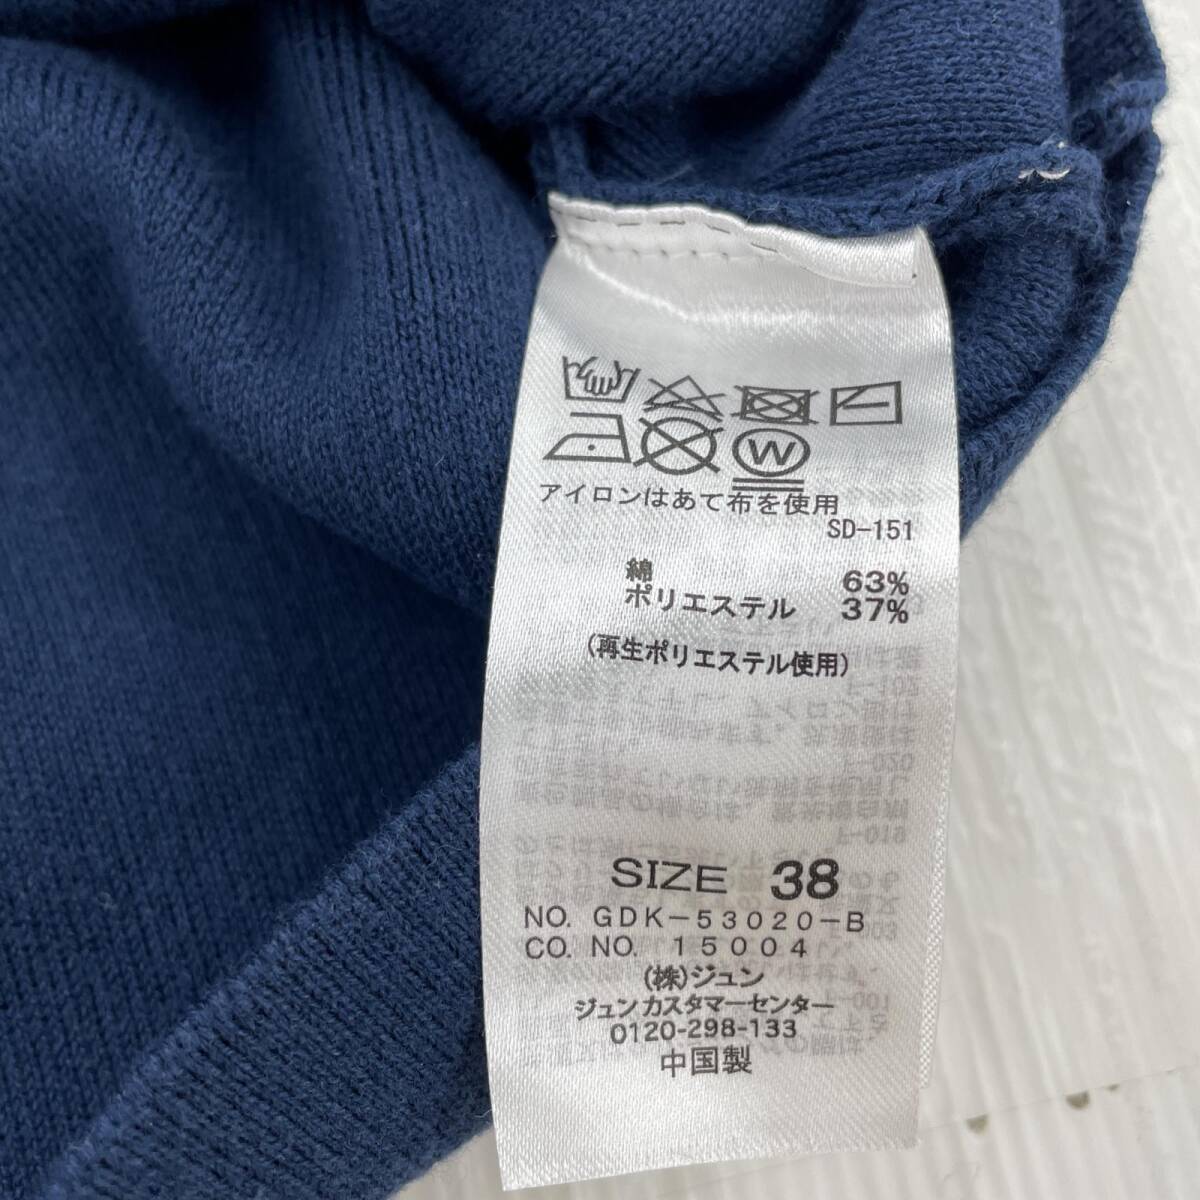 W
アイロンはあて布を使用
SD-151
綿 63%
ポリエステル 37%
(再生ポリエステル使用)
SIZE 38
NO. GDK-53020-B
CO. NO. 15004
(株)ジュン
ジュンカスタマーセンター
0120-298-133
中国製